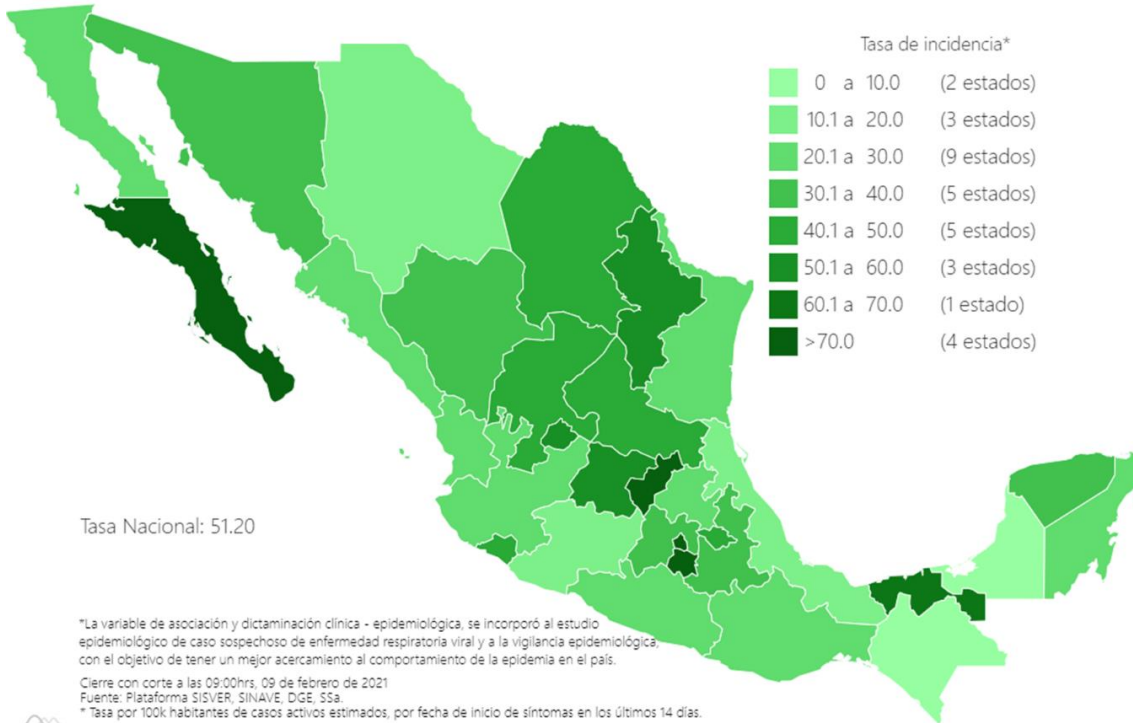 Tasa de incidencia*
0 a 10.0 (2 estados)
10.1 a 20.0 (3 estados)
20.1 a 30.0 (9 estados)
30.1 a 40.0 (5 estados)
40.1 a 50.0 (5 estados)
50.1 a 60.0 (3 estados)
60.1 a 70.0 (1 estado)
>70.0 (4 estados)
Tasa Nacional: 51.20
*La variable de asociación y dictaminación clínica - epidemiológica, se incorporó al estudio
epidemiológico de caso sospechoso de enfermedad respiratoria viral y a la vigilancia epidemiológica,
con el objetivo de tener un mejor acercamiento al comportamiento de la epidemia en el país.
Cierre con corte a las 09:00hrs, 09 de febrero de 2021
Fuente: Plataforma SISVER, SINAVE, DGE, SSa.
* Tasa por 100k habitantes de casos activos estimados, por fecha de inicio de síntomas en los últimos 14 días.